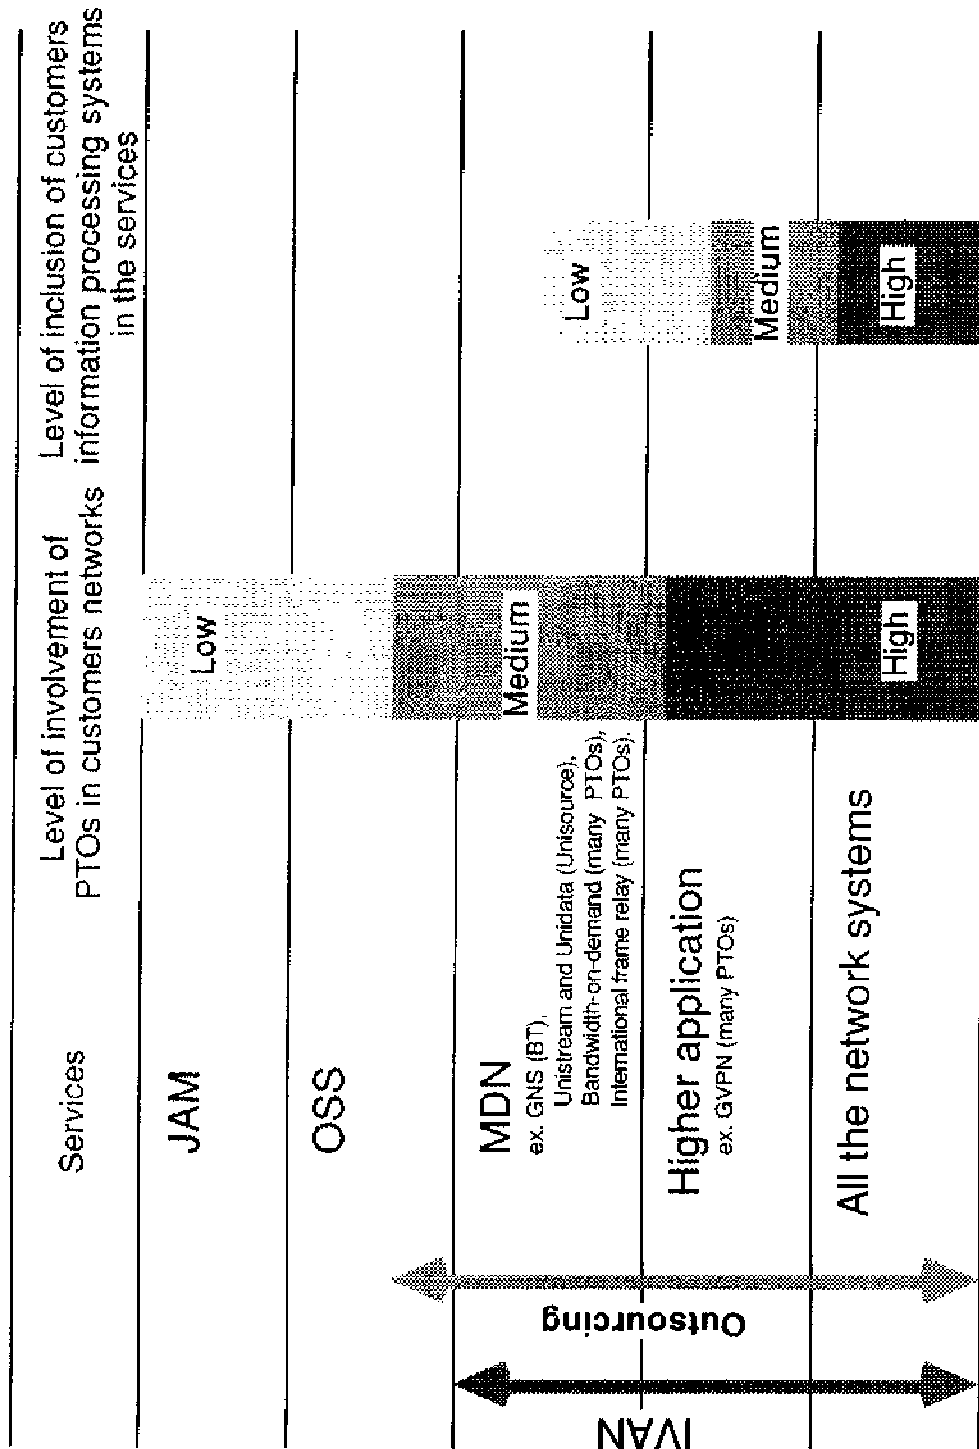 Services
Level of involvement of
PTOs in customers networks
Level of inclusion of customers
information processing systems
in the services
JAM
Low
OSS
MDN
ex. GNS (BT),
Unistream and Unidata (Unisource),
Bandwidth-on-demand (many PTOs),
International frame relay (many PTOs).
Medium
Low
Higher application
ex. GVPN (many PTOs)
Medium
All the network systems
High
High
Outsourcing
IVAN